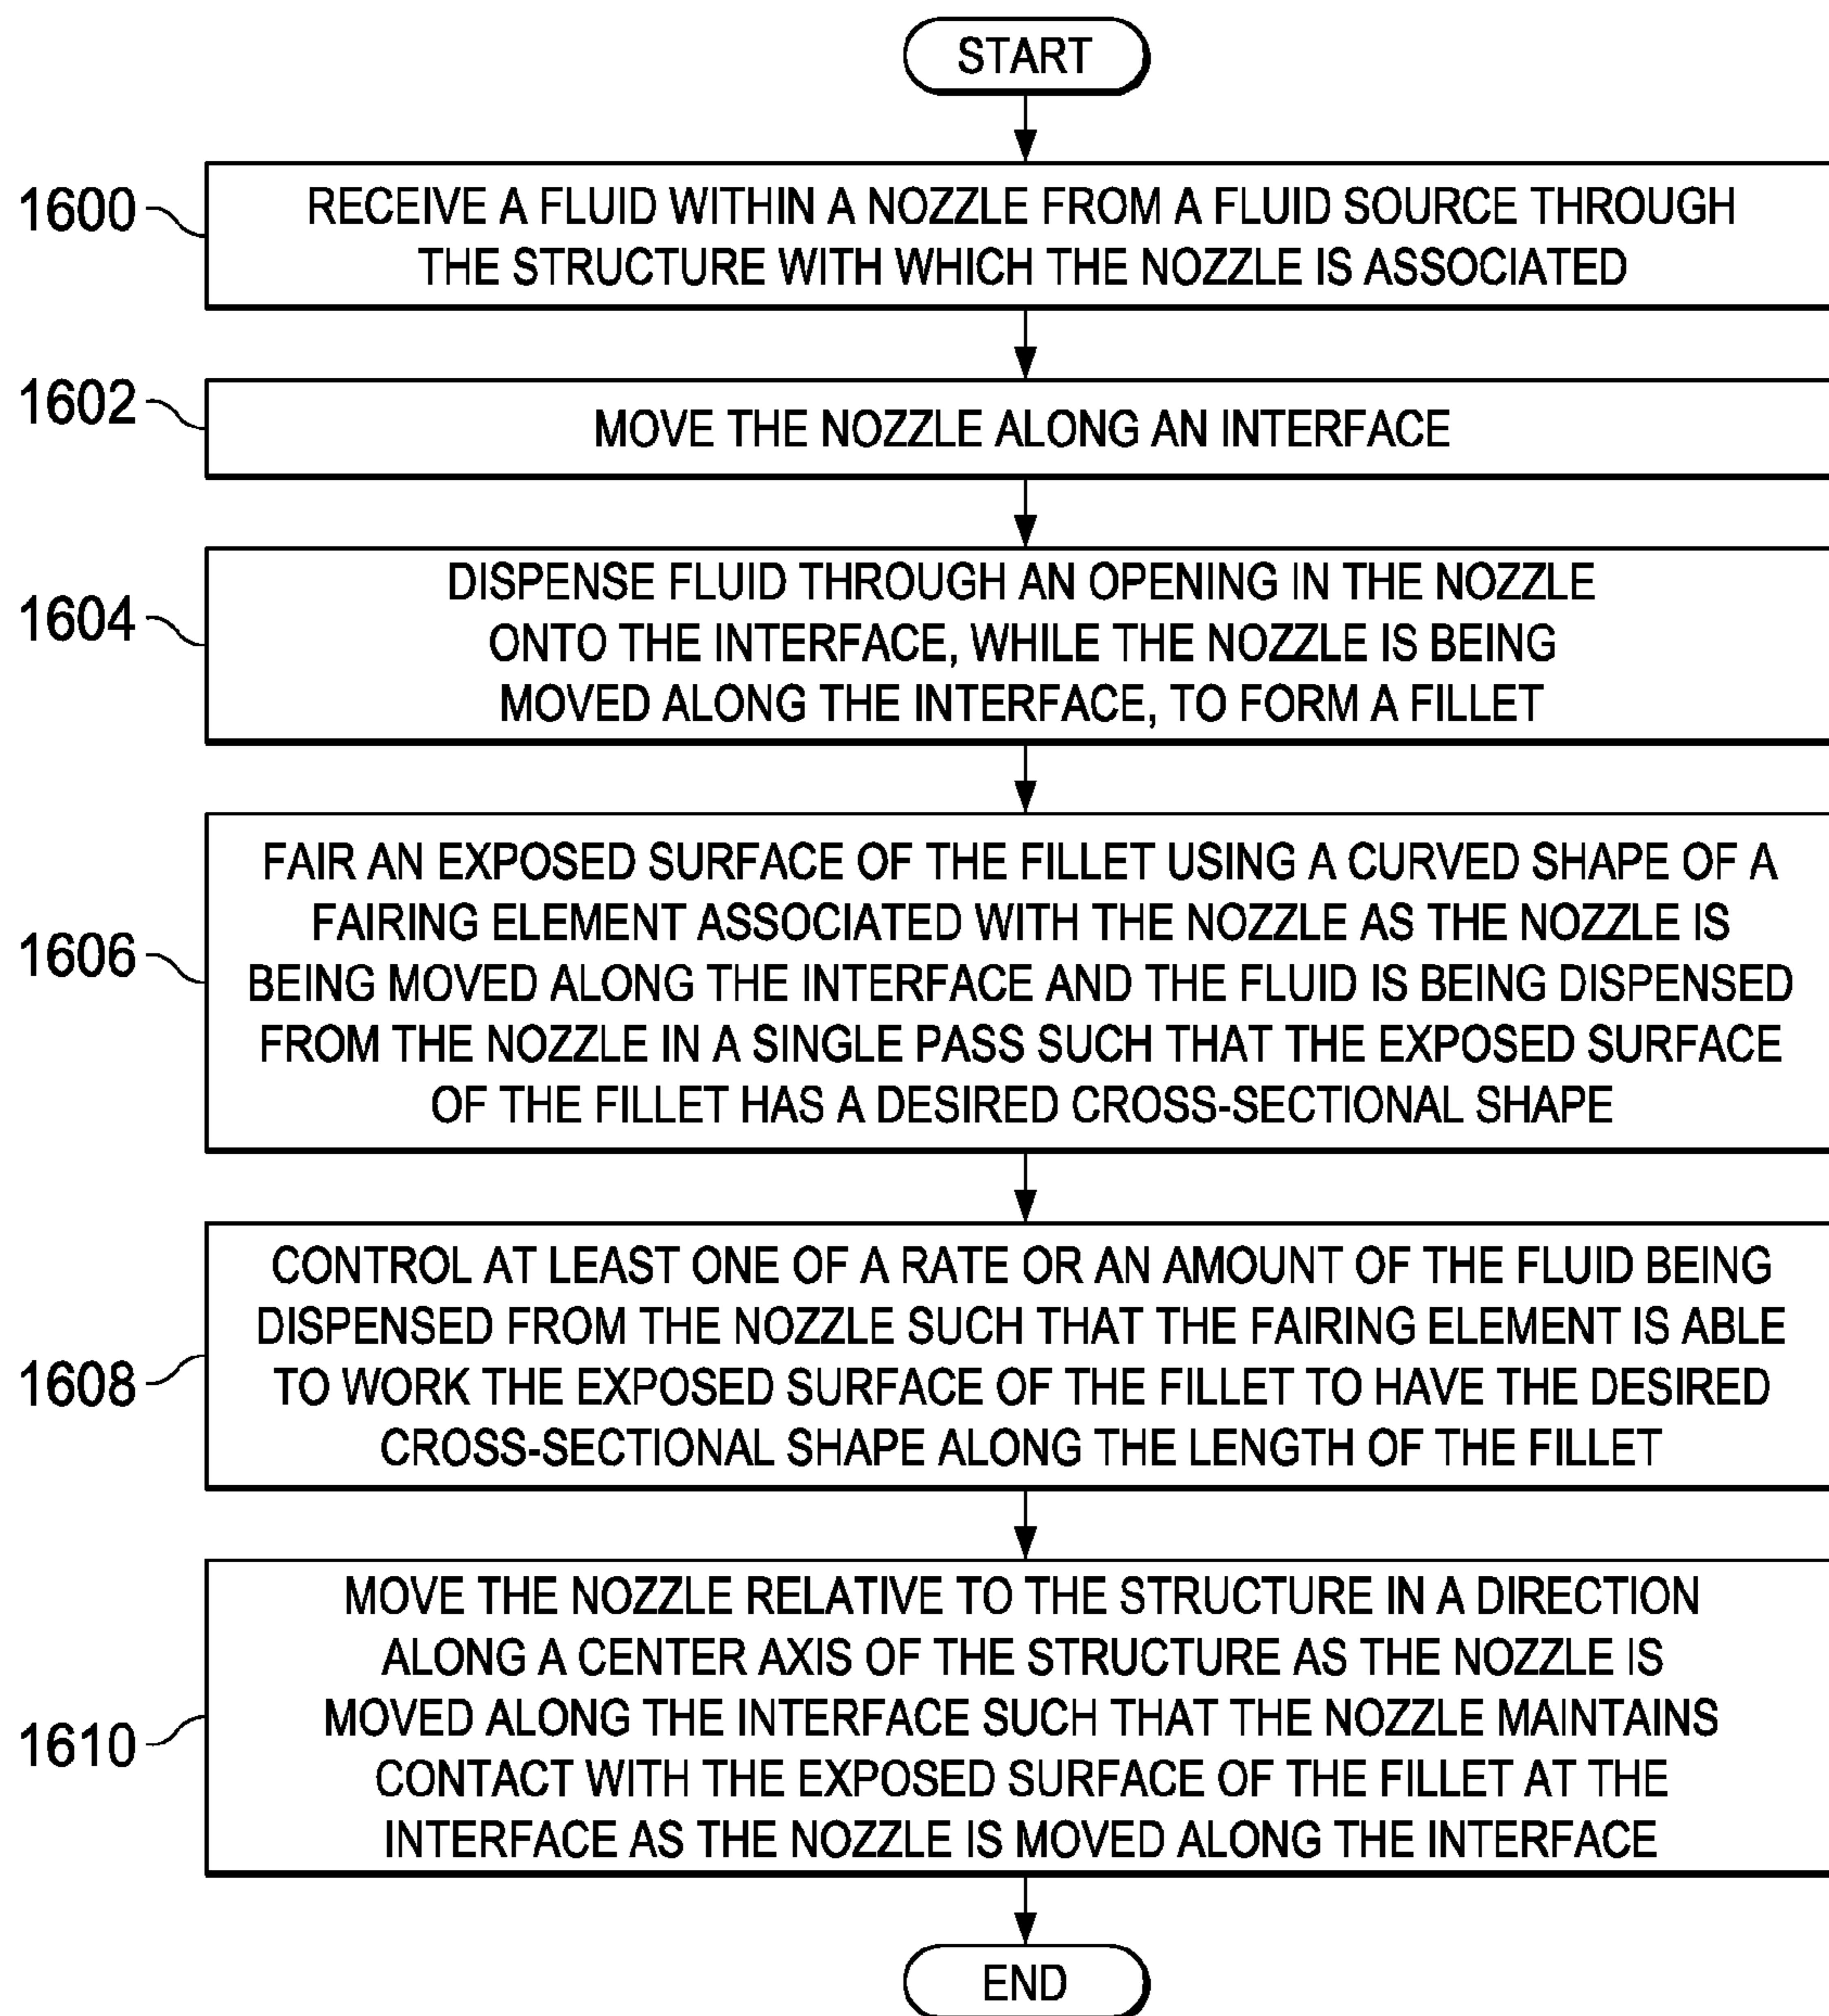 START
1600
RECEIVE A FLUID WITHIN A NOZZLE FROM A FLUID SOURCE THROUGH
THE STRUCTURE WITH WHICH THE NOZZLE IS ASSOCIATED
1602
MOVE THE NOZZLE ALONG AN INTERFACE
1604
DISPENSE FLUID THROUGH AN OPENING IN THE NOZZLE
ONTO THE INTERFACE, WHILE THE NOZZLE IS BEING
MOVED ALONG THE INTERFACE, TO FORM A FILLET
1606
FAIR AN EXPOSED SURFACE OF THE FILLET USING A CURVED SHAPE OF A
FAIRING ELEMENT ASSOCIATED WITH THE NOZZLE AS THE NOZZLE IS
BEING MOVED ALONG THE INTERFACE AND THE FLUID IS BEING DISPENSED
FROM THE NOZZLE IN A SINGLE PASS SUCH THAT THE EXPOSED SURFACE
OF THE FILLET HAS A DESIRED CROSS-SECTIONAL SHAPE
1608
CONTROL AT LEAST ONE OF A RATE OR AN AMOUNT OF THE FLUID BEING
DISPENSED FROM THE NOZZLE SUCH THAT THE FAIRING ELEMENT IS ABLE
TO WORK THE EXPOSED SURFACE OF THE FILLET TO HAVE THE DESIRED
CROSS-SECTIONAL SHAPE ALONG THE LENGTH OF THE FILLET
1610
MOVE THE NOZZLE RELATIVE TO THE STRUCTURE IN A DIRECTION
ALONG A CENTER AXIS OF THE STRUCTURE AS THE NOZZLE IS
MOVED ALONG THE INTERFACE SUCH THAT THE NOZZLE MAINTAINS
CONTACT WITH THE EXPOSED SURFACE OF THE FILLET AT THE
INTERFACE AS THE NOZZLE IS MOVED ALONG THE INTERFACE
END